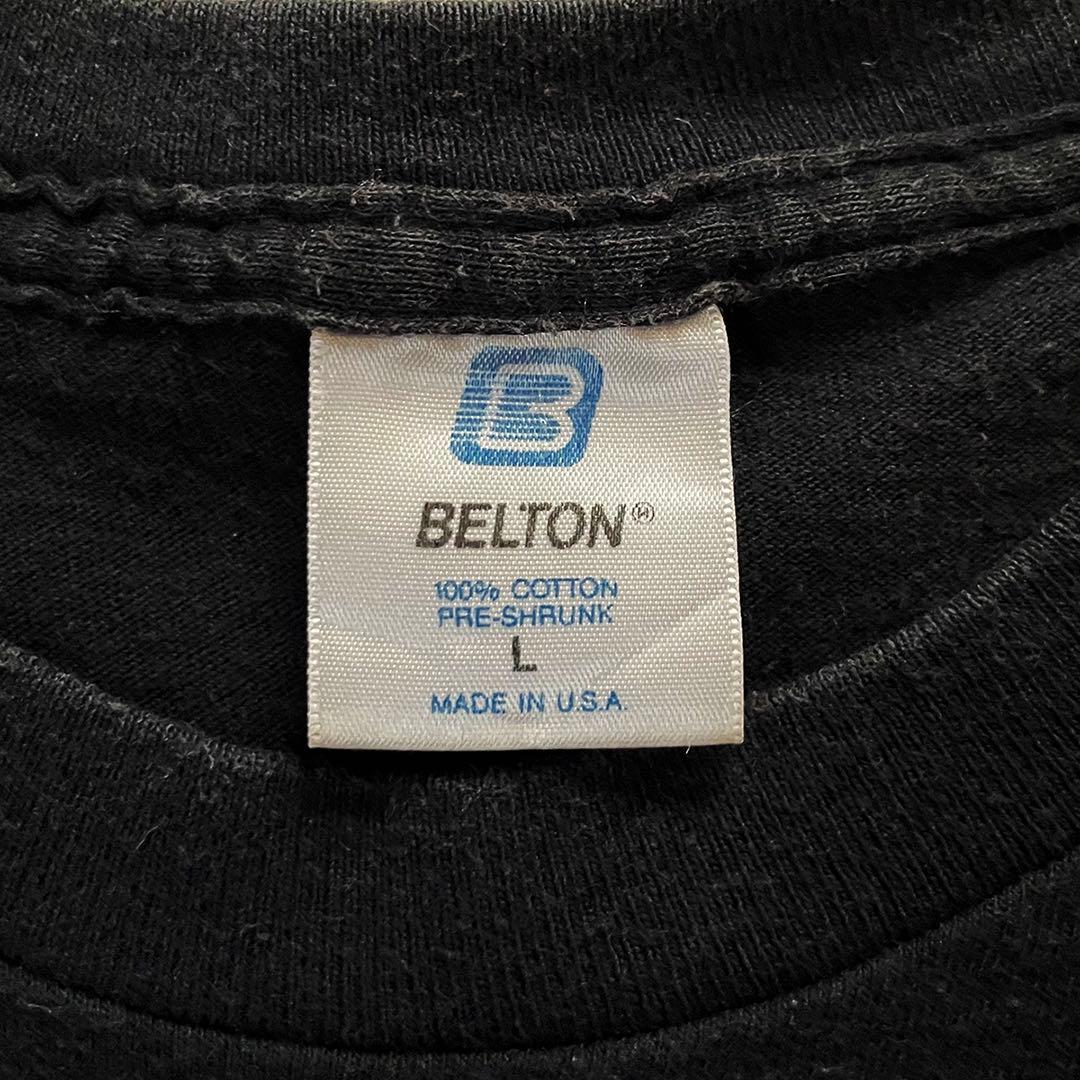 B
BELTON®
100% COTTON
PRE-SHRUNK
L
MADE IN U.S.A.